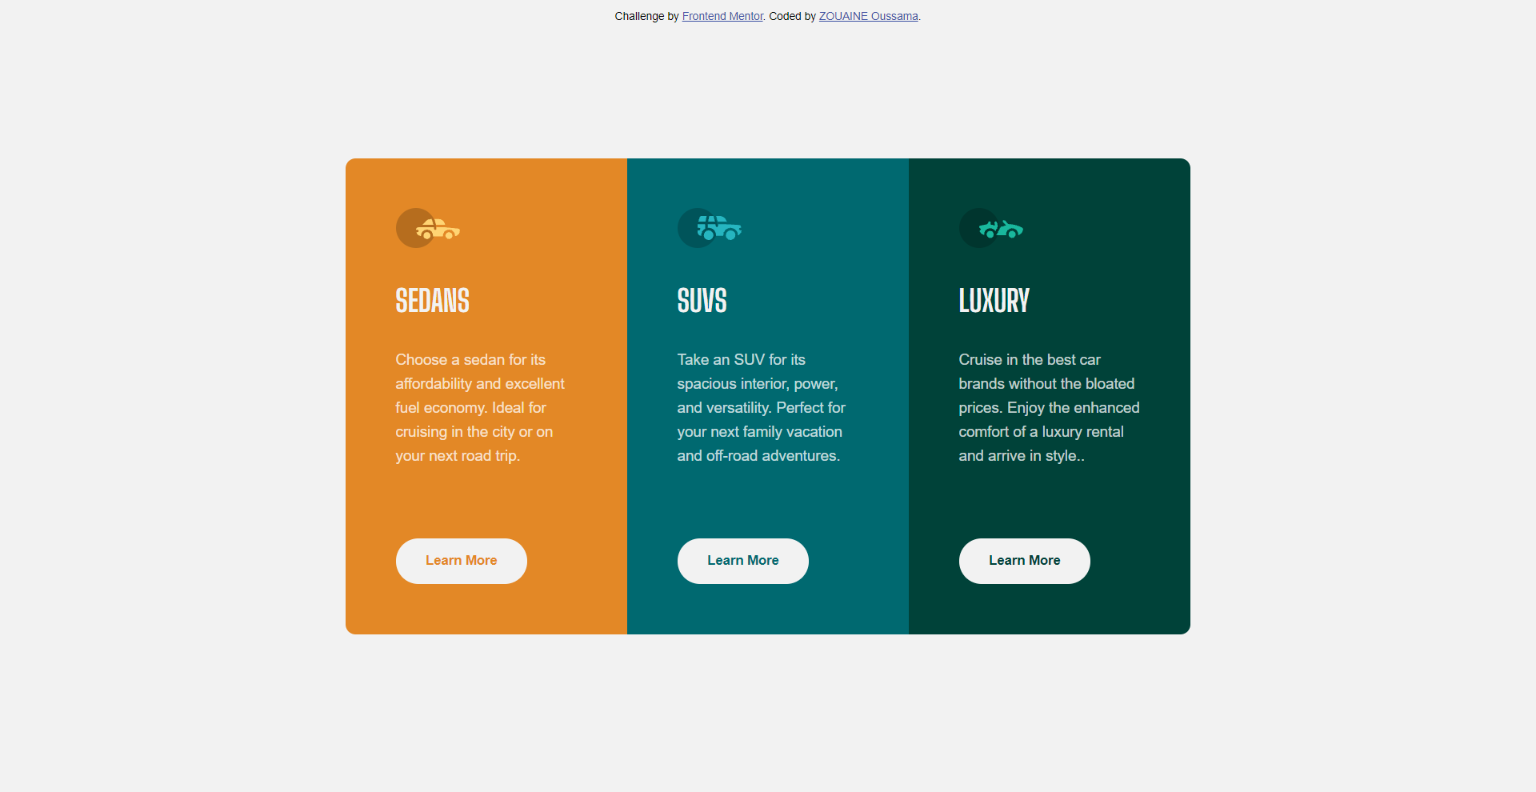 Challenge by Frontend Mentor. Coded by ZOUAINE Oussama.
SEDANS
Choose a sedan for its
affordability and excellent
fuel economy. Ideal for
cruising in the city or on
your next road trip.
Learn More
SUVS
Take an SUV for its
spacious interior, power,
and versatility. Perfect for
your next family vacation
and off-road adventures.
Learn More
LUXURY
Cruise in the best car
brands without the bloated
prices. Enjoy the enhanced
comfort of a luxury rental
and arrive in style..
Learn More